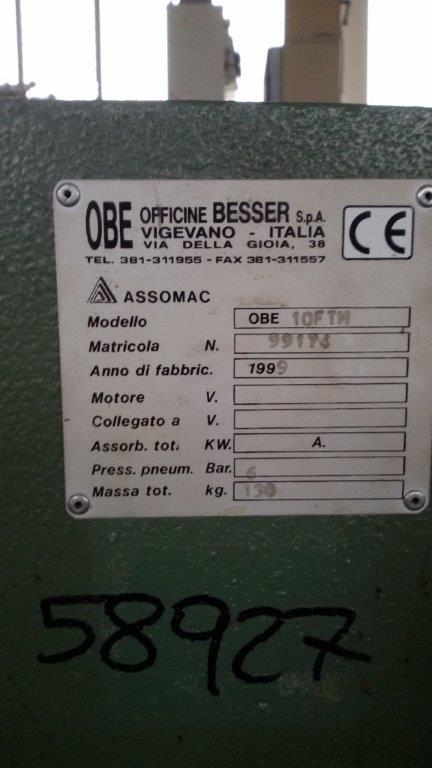 OBE OFFICINE BESSER S.p.A.
VIGEVANO - ITALIA
VIA DELLA GIOIA, 38
TEL. 381-311955 - FAX 381-311557
CE
ASSOMAC
Modello OBE 10FTM
Matricola N. 99174
Anno di fabbric. 1999
Motore V.
Collegato a V.
Assorb. tot. KW. A.
Press. pneum. Bar. 6
Massa tot. kg. 130
58927